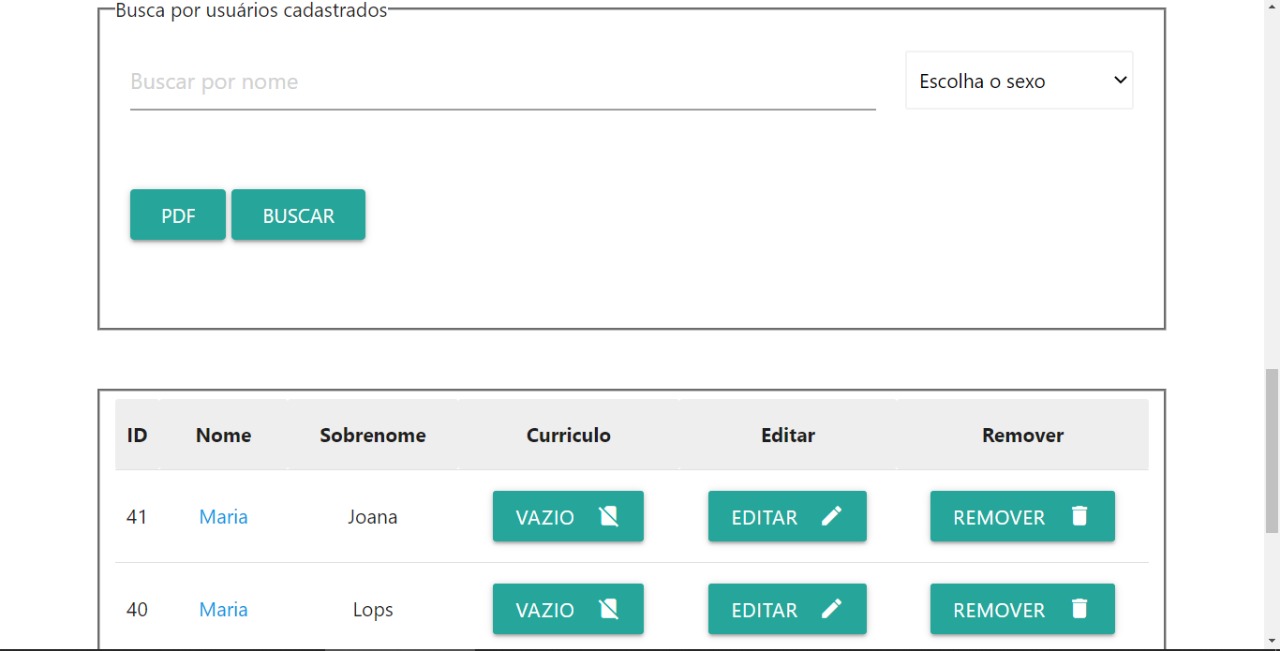 Busca por usuários cadastrados
Buscar por nome
Escolha o sexo
PDF BUSCAR
ID Nome Sobrenome Curriculo Editar Remover
41 Maria Joana VAZIO EDITAR REMOVER
40 Maria Lops VAZIO EDITAR REMOVER